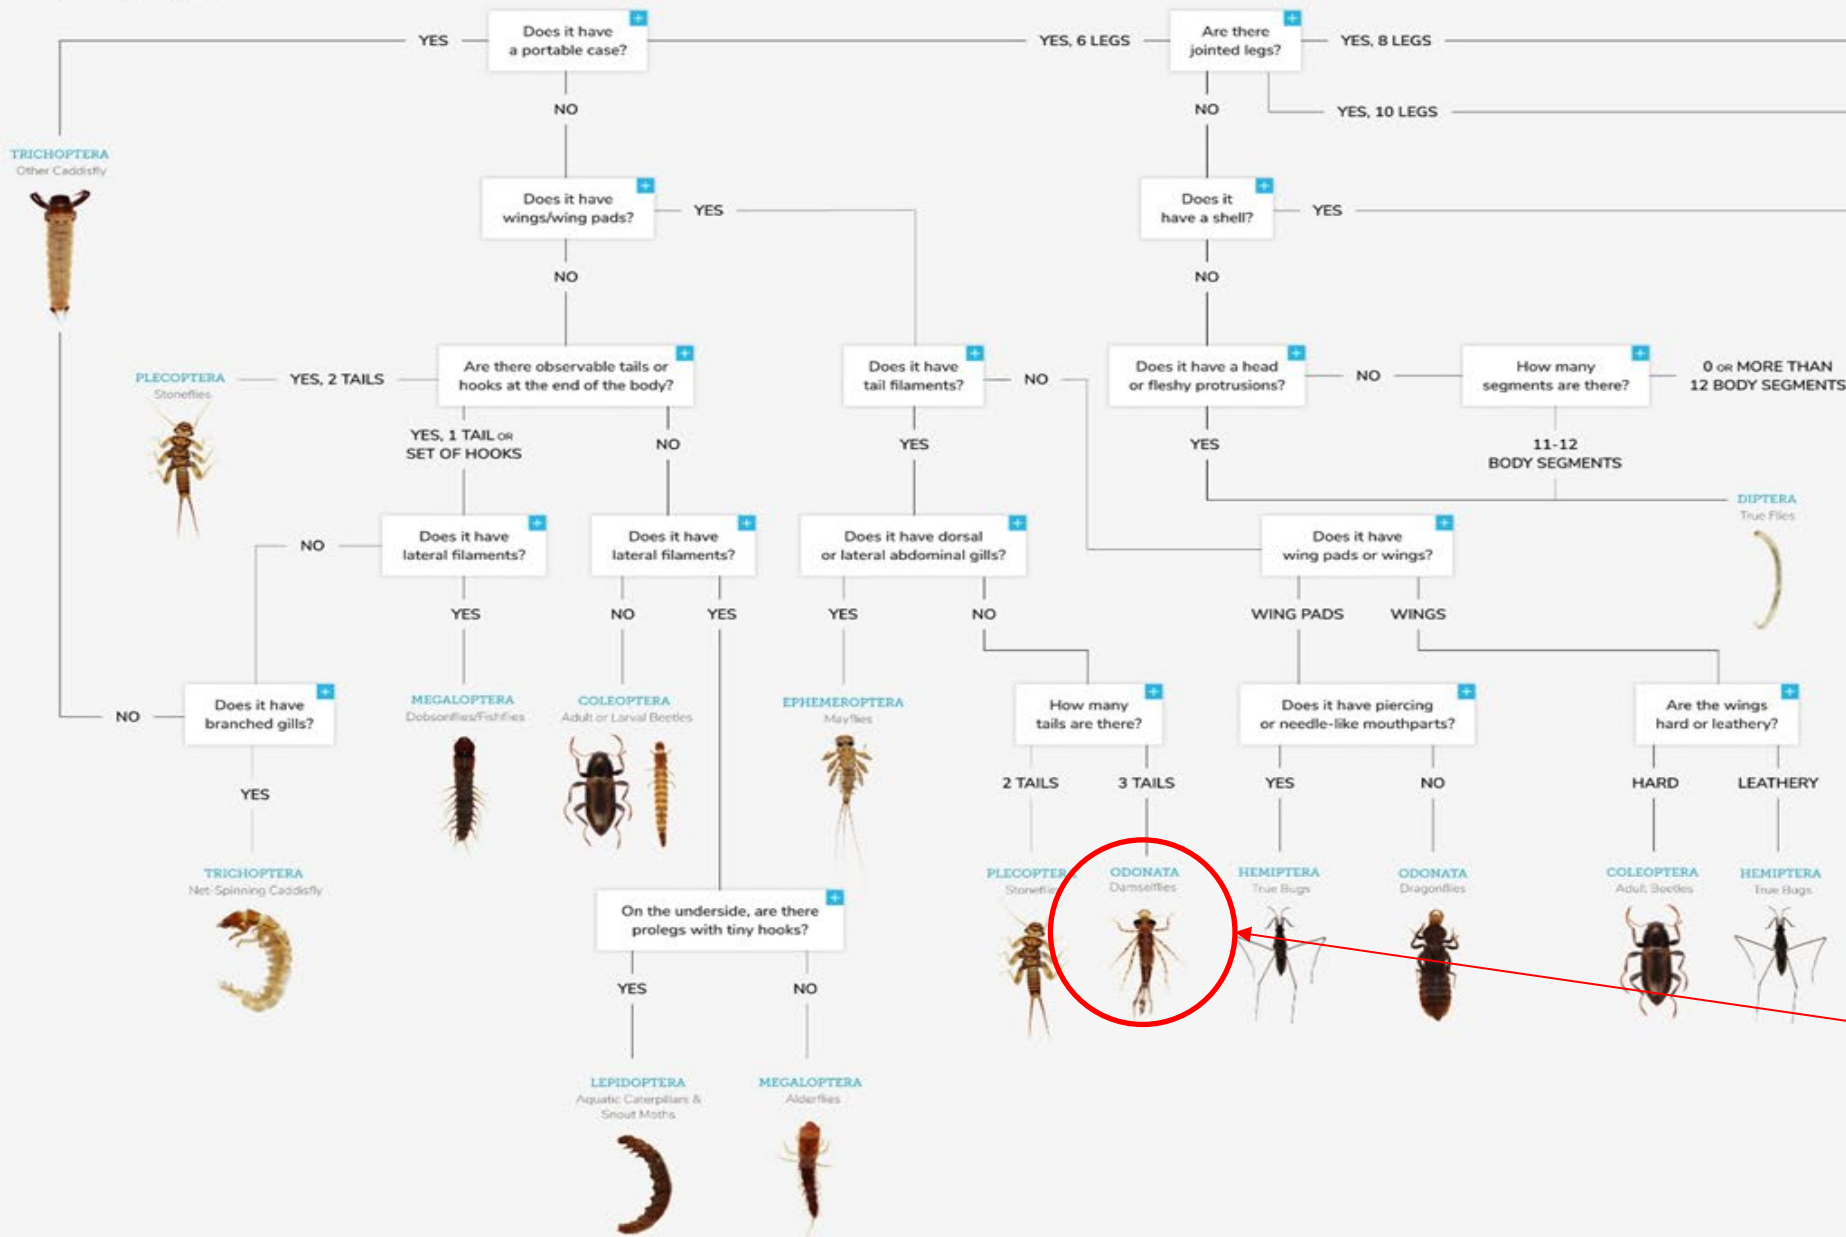 Does it have
a portable case?
YES
YES, 6 LEGS
Are there
jointed legs?
YES, 8 LEGS
NO
NO
YES, 10 LEGS
TRICHOPTERA
Other Caddisfly
Does it have
wings/wing pads?
YES
Does it
have a shell?
YES
NO
NO
PLECOPTERA
Stoneflies
YES, 2 TAILS
Are there observable tails or
hooks at the end of the body?
Does it have
tail filaments?
NO
Does it have a head
or fleshy protrusions?
NO
How many
segments are there?
0 OR MORE THAN
12 BODY SEGMENTS
YES, 1 TAIL OR
SET OF HOOKS
NO
YES
YES
11-12
BODY SEGMENTS
DIPTERA
True Flies
NO
Does it have
lateral filaments?
Does it have
lateral filaments?
Does it have dorsal
or lateral abdominal gills?
Does it have
wing pads or wings?
YES
NO
YES
YES
NO
WING PADS
WINGS
NO
Does it have
branched gills?
MEGALOPTERA
Dobsonflies/Fishflies
COLEOPTERA
Adult or Larval Beetles
EPHEMEROPTERA
Mayflies
How many
tails are there?
Does it have piercing
or needle-like mouthparts?
Are the wings
hard or leathery?
YES
2 TAILS
3 TAILS
YES
NO
HARD
LEATHERY
TRICHOPTERA
Net-Spinning Caddisfly
On the underside, are there
prolegs with tiny hooks?
PLECOPTERA
Stoneflies
ODONATA
Damselflies
HEMIPTERA
True Bugs
ODONATA
Dragonflies
COLEOPTERA
Adult Beetles
HEMIPTERA
True Bugs
YES
NO
LEPIDOPTERA
Aquatic Caterpillars &
Snout Moths
MEGALOPTERA
Alderflies